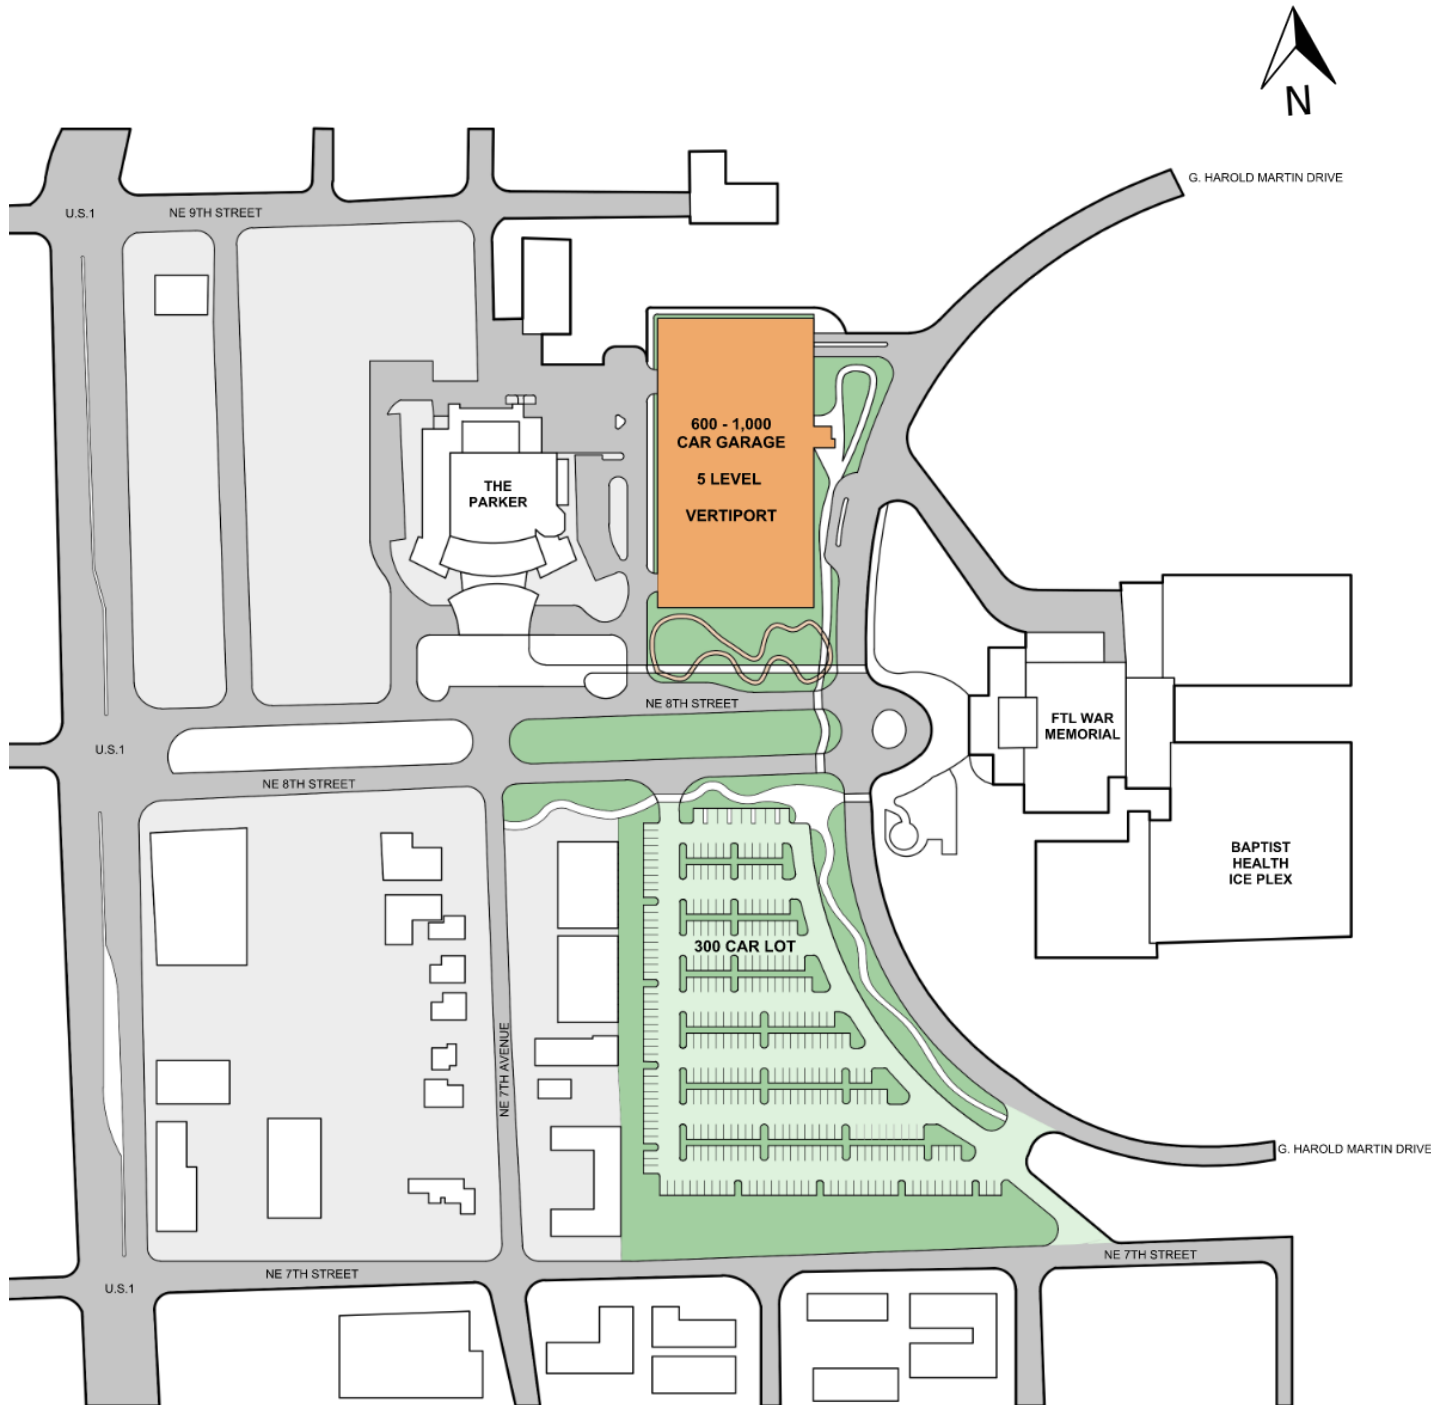 N
G. HAROLD MARTIN DRIVE
U.S.1
NE 9TH STREET
600 - 1,000
CAR GARAGE
5 LEVEL
VERTIPORT
THE
PARKER
NE 8TH STREET
FTL WAR
MEMORIAL
U.S.1
NE 8TH STREET
BAPTIST
HEALTH
ICE PLEX
300 CAR LOT
NE 7TH AVENUE
G. HAROLD MARTIN DRIVE
NE 7TH STREET
NE 7TH STREET
U.S.1